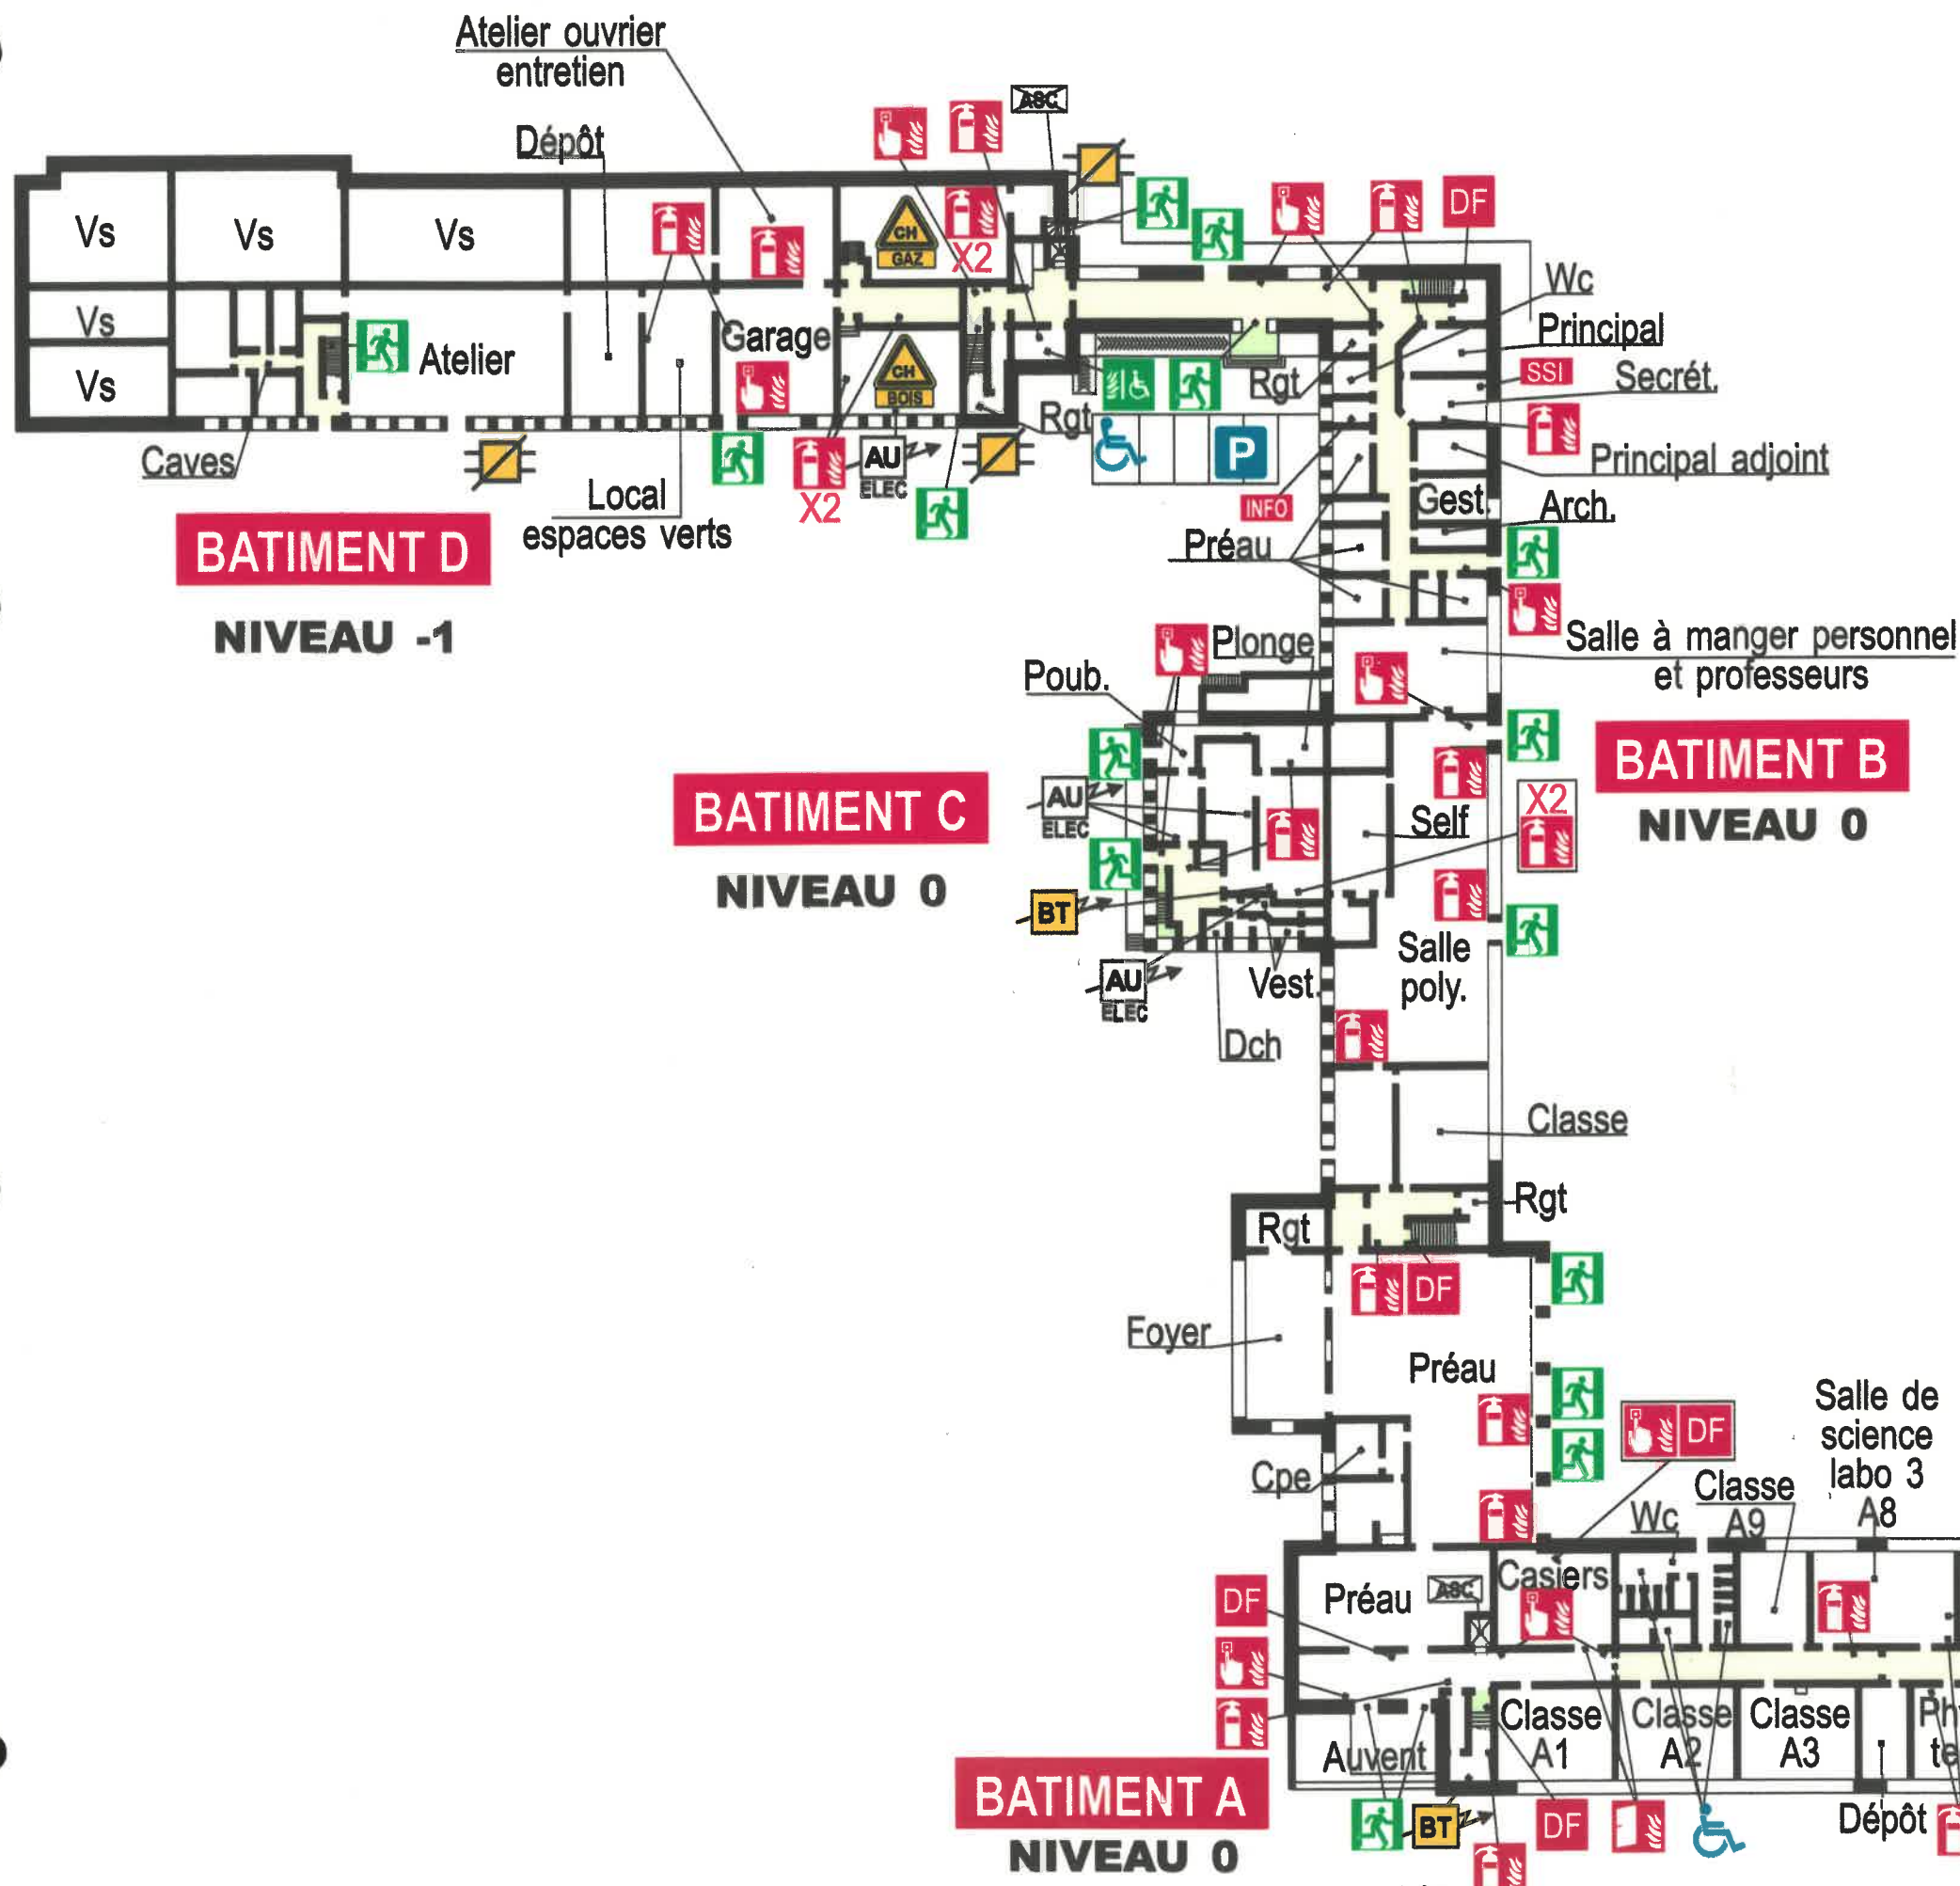 Atelier ouvrier
entretien
ASC
Dépôt
DF
Vs
Vs
Vs
CH
GAZ
X2
Wc
Principal
Vs
Atelier
Garage
CH
BOIS
Rgt
SSI
Secrét.
Vs
Rgt
P
Caves
AU
ELEC
X2
Principal adjoint
Local
espaces verts
INFO
Gest.
Arch.
BATIMENT D
Préau
NIVEAU -1
Plonge
Salle à manger personnel
et professeurs
Poub.
BATIMENT B
NIVEAU 0
BATIMENT C
NIVEAU 0
AU
ELEC
X2
Self
BT
Salle
poly.
AU
ELEC
Vest.
Dch
Classe
Rgt
Rgt
DF
Foyer
Préau
DF
Salle de
science
labo 3
A8
Cpe
Classe
A9
Wc
DF
Préau
ASC
Casiers
Auvent
Classe
A1
Classe
A2
Classe
A3
Ph
te
BATIMENT A
NIVEAU 0
BT
DF
Dépôt